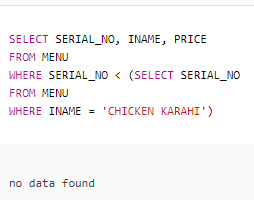 SELECT SERIAL_NO, INAME, PRICE
FROM MENU
WHERE SERIAL_NO < (SELECT SERIAL_NO
FROM MENU
WHERE INAME = 'CHICKEN KARAHI')
no data found